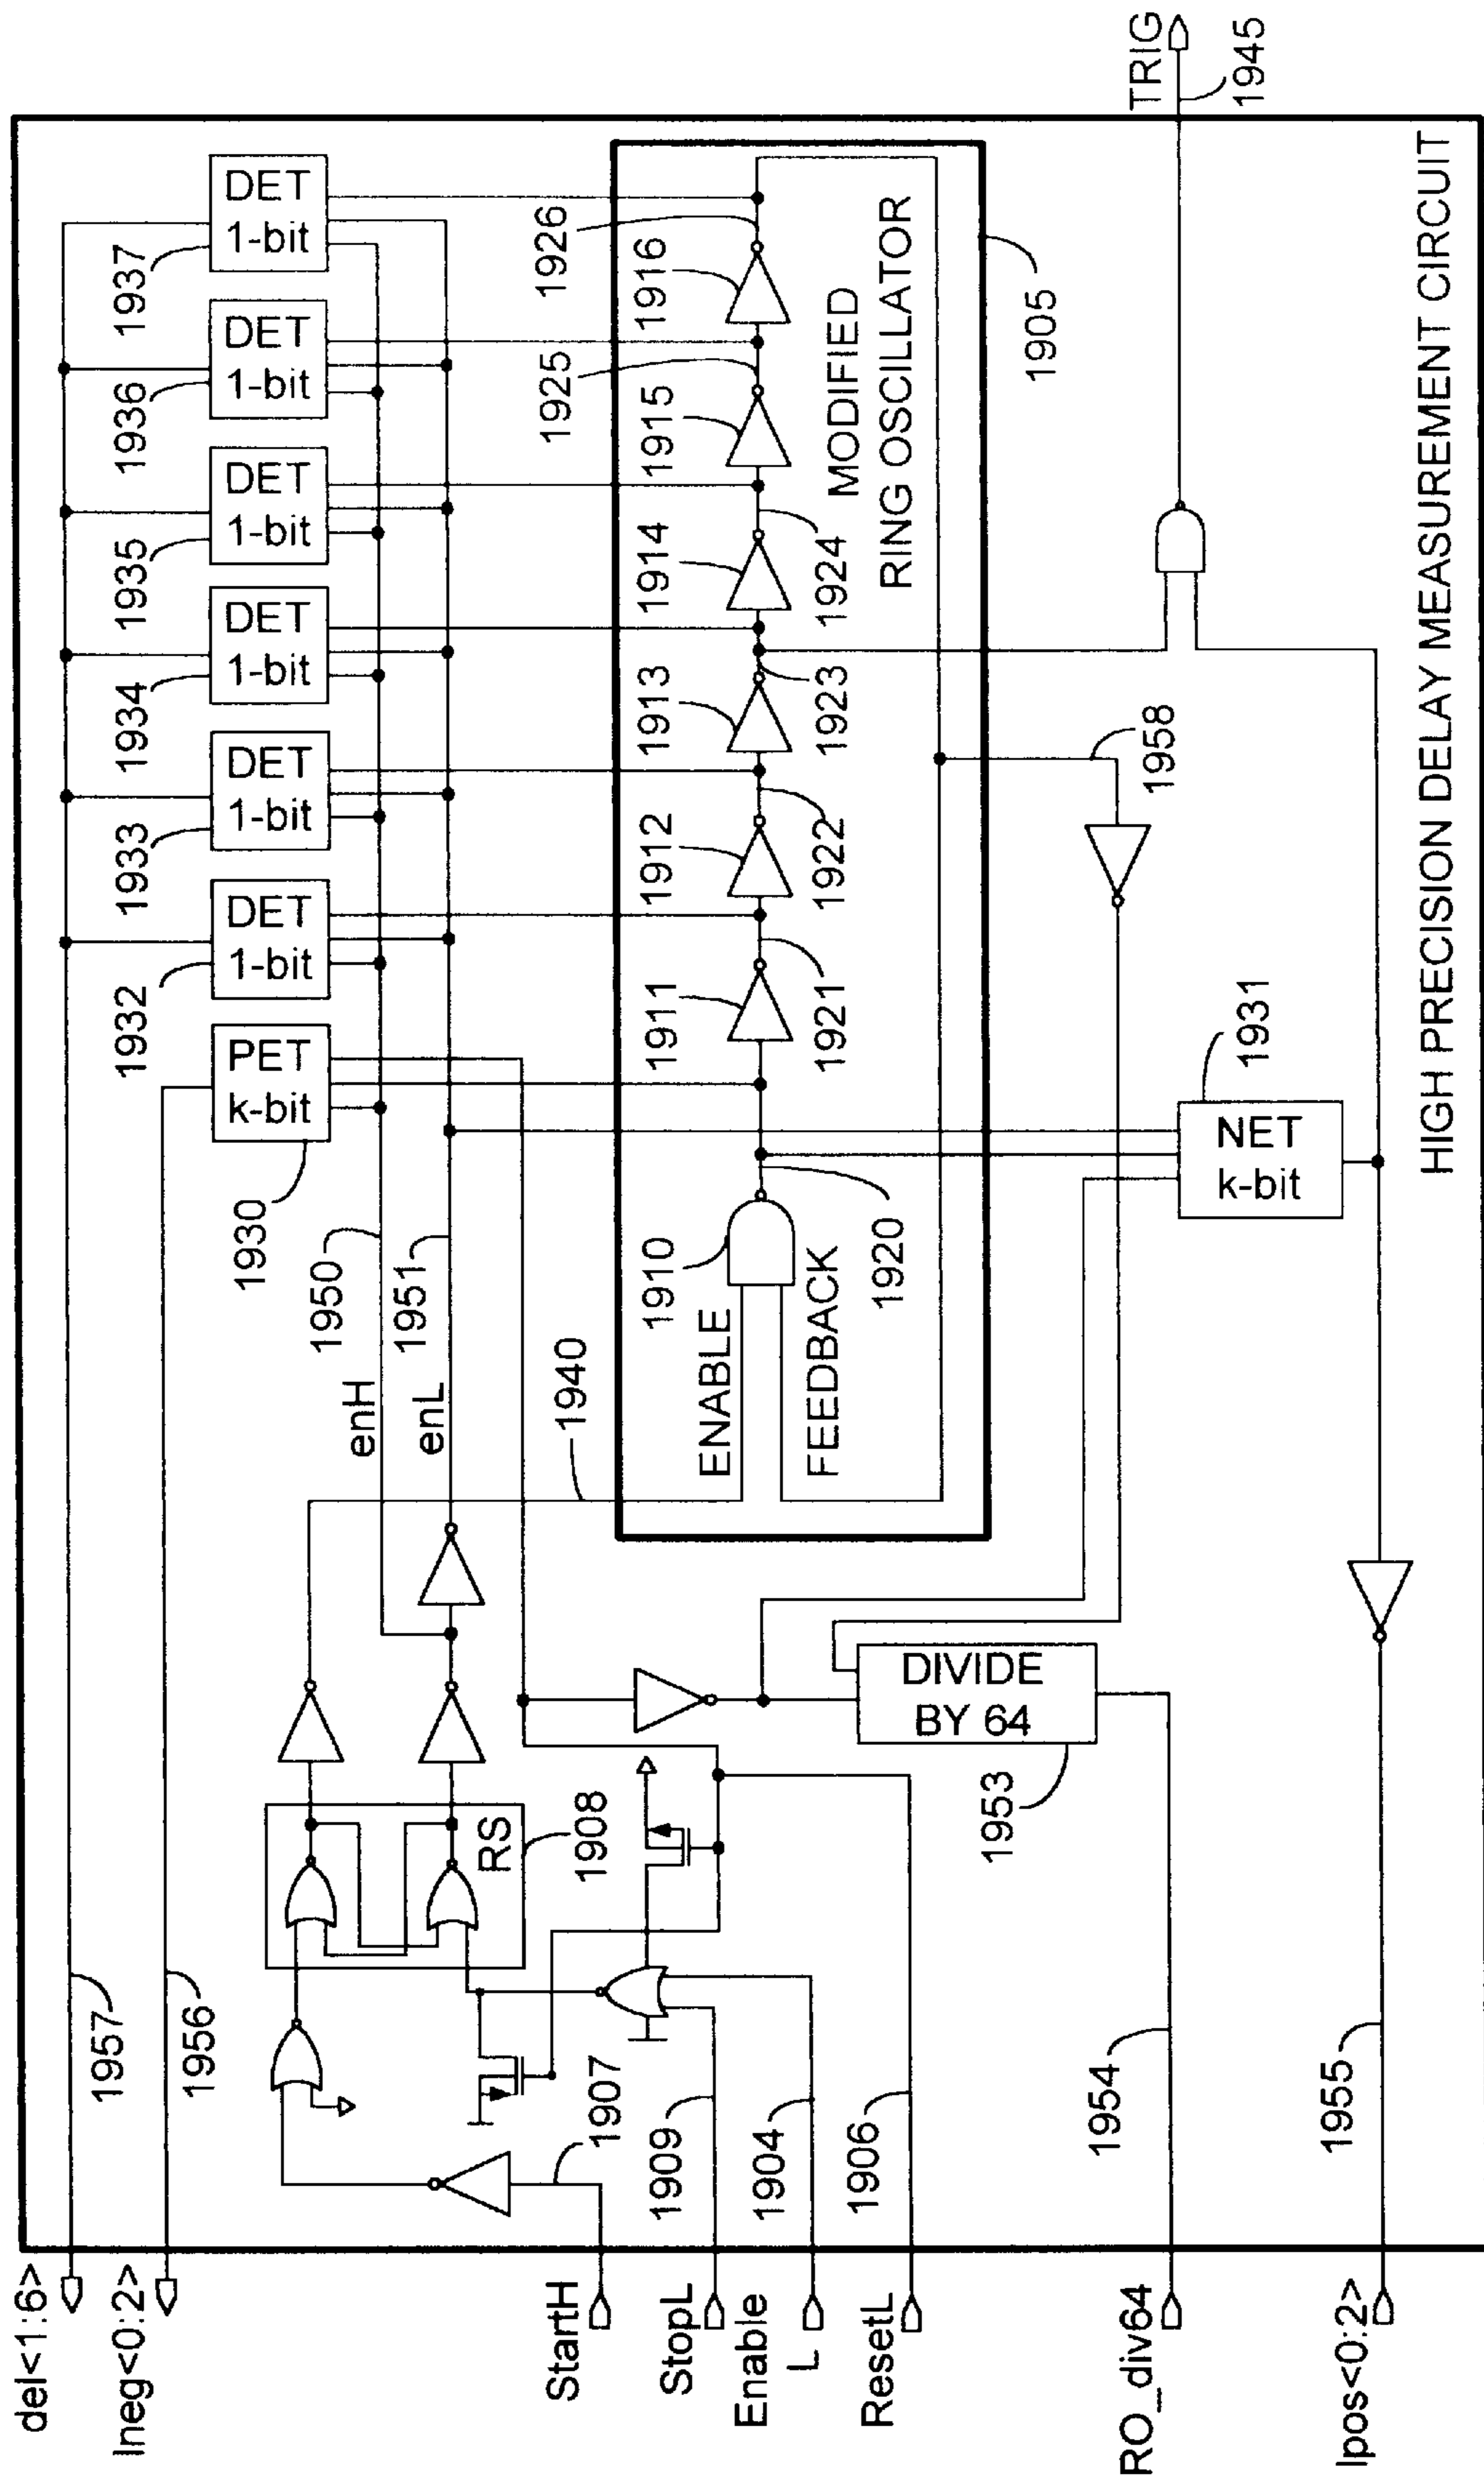 HIGH PRECISION DELAY MEASUREMENT CIRCUIT
del<1:6>
1957
Ineg<0:2>
1956
StartH
1907
StopL
1909
Enable
L
1904
ResetL
1906
RO_div64
1954
Ipos<0:2>
1955
TRIG
1945
RS
1908
enH
1950
enL
1951
1940
DIVIDE
BY 64
1953
PET
k-bit
1930
DET
1-bit
1932
DET
1-bit
1933
DET
1-bit
1934
DET
1-bit
1935
DET
1-bit
1936
DET
1-bit
1937
ENABLE
FEEDBACK
1910
1920
1911
1921
1912
1922
1913
1923
1914
1924
1915
1925
1916
1926
MODIFIED
RING OSCILLATOR
1905
1958
NET
k-bit
1931